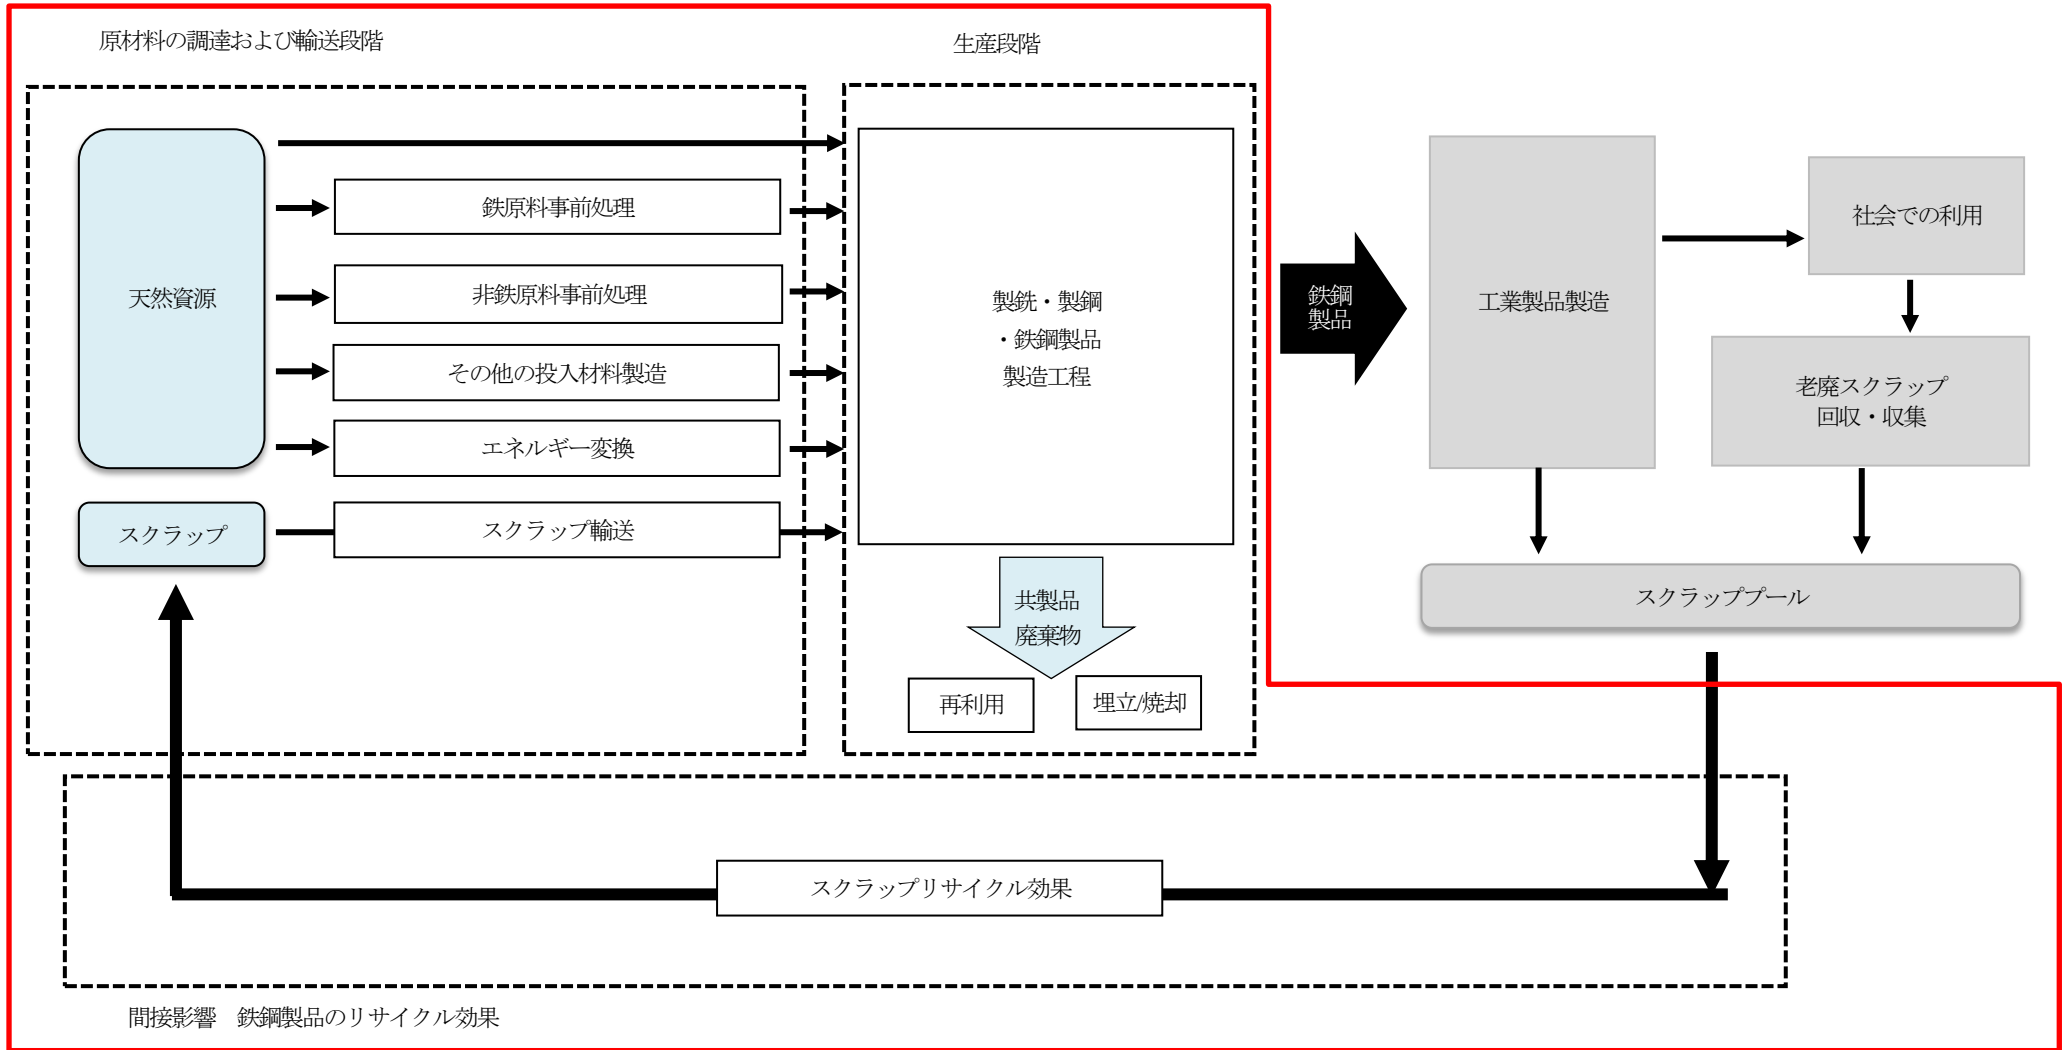 原材料の調達および輸送段階
生産段階
天然資源
鉄原料事前処理
非鉄原料事前処理
その他の投入材料製造
エネルギー変換
スクラップ
スクラップ輸送
製銑・製鋼
・鉄鋼製品
製造工程
共製品
廃棄物
再利用
埋立/焼却
鉄鋼
製品
工業製品製造
社会での利用
老廃スクラップ
回収・収集
スクラッププール
スクラップリサイクル効果
間接影響　鉄鋼製品のリサイクル効果